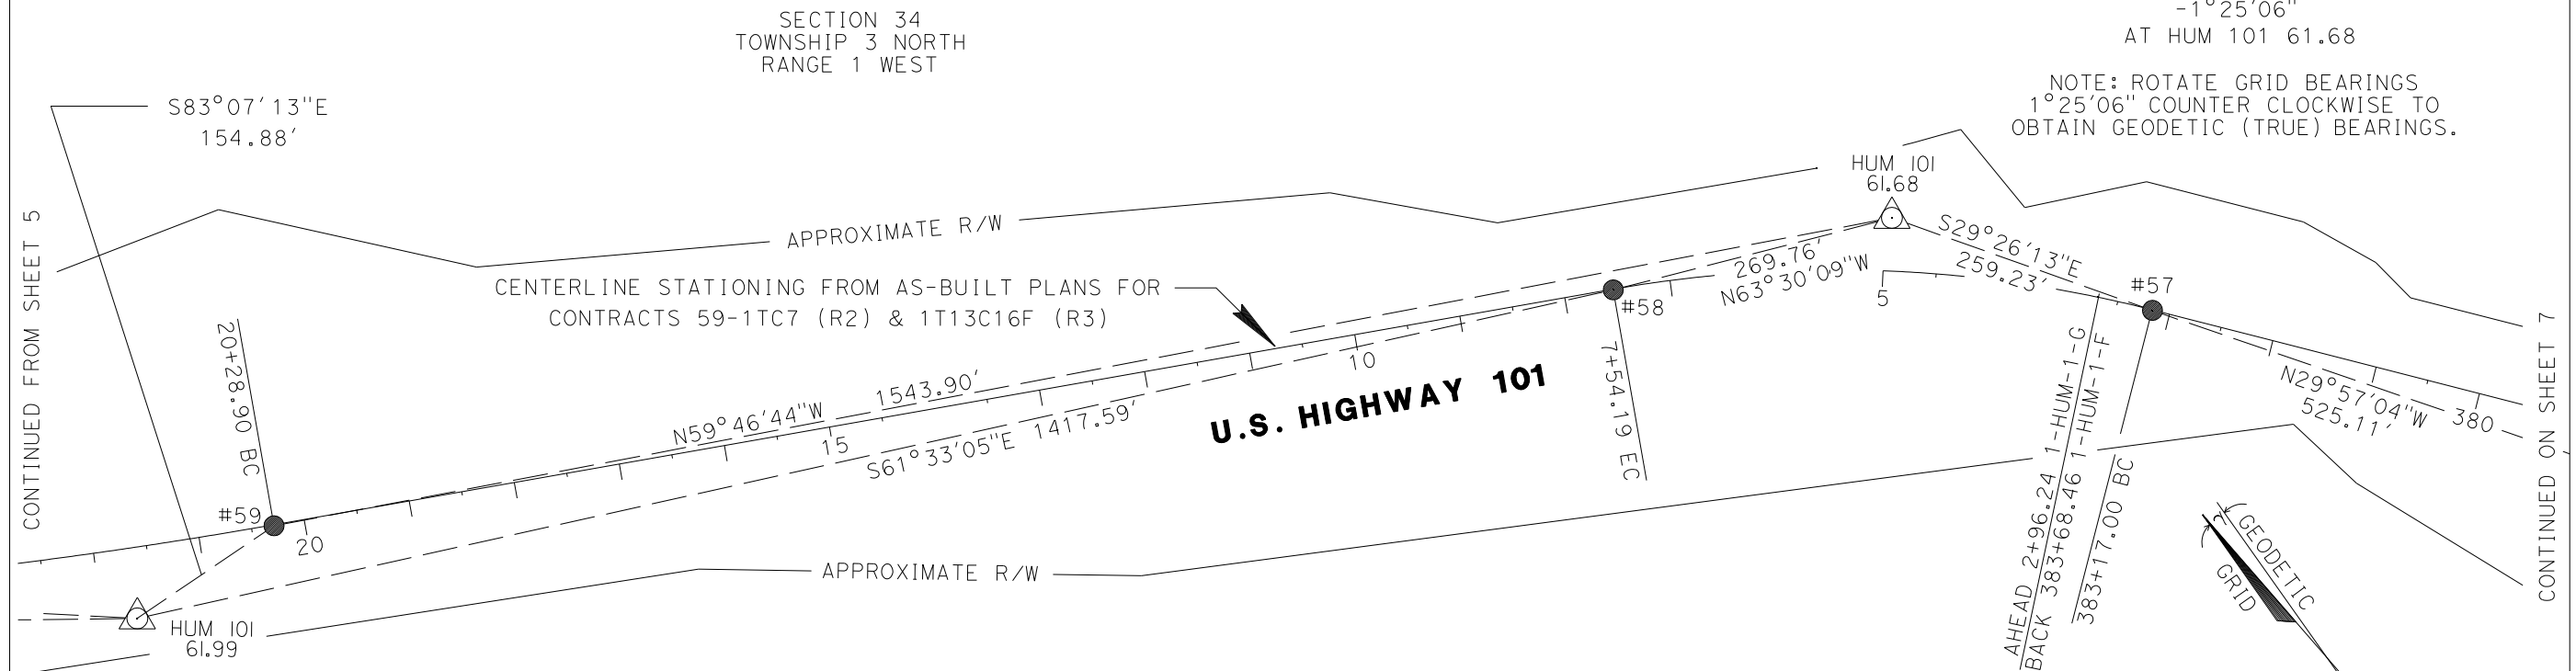 SECTION 34
TOWNSHIP 3 NORTH
RANGE 1 WEST
-1°25'06"
AT HUM 101 61.68
NOTE: ROTATE GRID BEARINGS
1°25'06" COUNTER CLOCKWISE TO
OBTAIN GEODETIC (TRUE) BEARINGS.
S83°07'13"E
154.88'
CONTINUED FROM SHEET 5
APPROXIMATE R/W
CENTERLINE STATIONING FROM AS-BUILT PLANS FOR
CONTRACTS 59-1TC7 (R2) & 1T13C16F (R3)
HUM 101
61.68
S29°26'13"E
259.23'
269.76'
N63°30'09"W
5
#57
#58
20+28.90 BC
1543.90'
N59°46'44"W
S61°33'05"E 1417.59'
10
15
7+54.19 EC
U.S. HIGHWAY 101
N29°57'04"W
525.11'
380
#59
20
APPROXIMATE R/W
HUM 101
61.99
AHEAD 2+96.24 1-HUM-1-G
BACK 383+68.46 1-HUM-1-F
383+17.00 BC
GEODETIC
GRID
CONTINUED ON SHEET 7